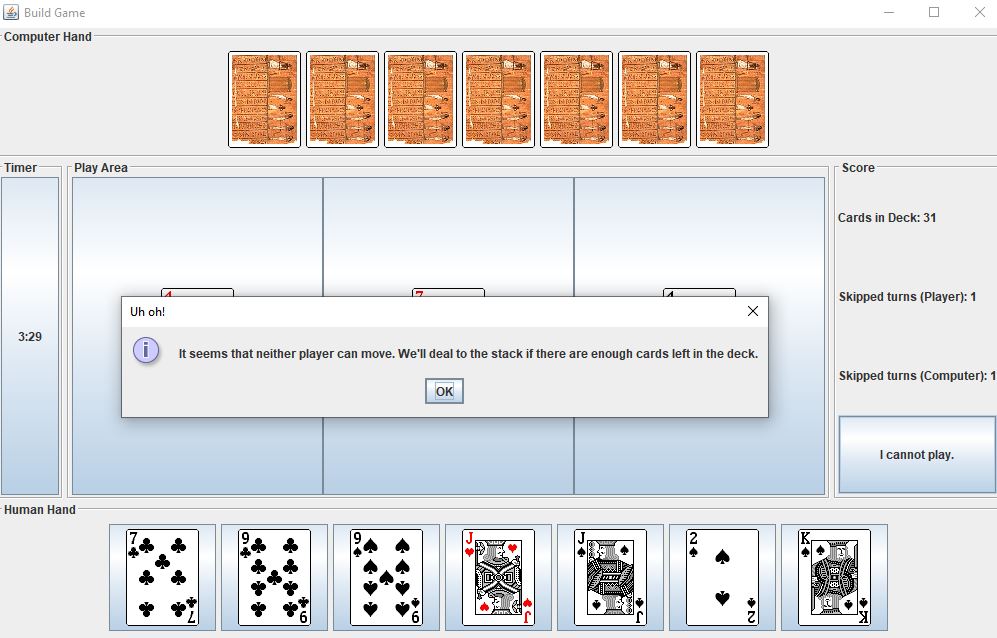 Build Game
Computer Hand
Timer
Play Area
Score
Cards in Deck: 31
Skipped turns (Player): 1
3:29
Skipped turns (Computer): 1
I cannot play.
Uh oh!
It seems that neither player can move. We'll deal to the stack if there are enough cards left in the deck.
OK
Human Hand
7 9 9 J J 2 K
7 9 9 J J 2 K